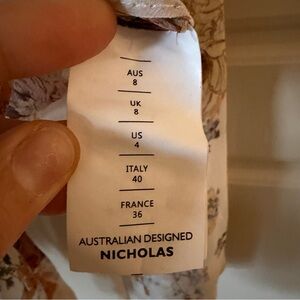 AUS
8
UK
8
US
4
ITALY
40
FRANCE
36
AUSTRALIAN DESIGNED
NICHOLAS